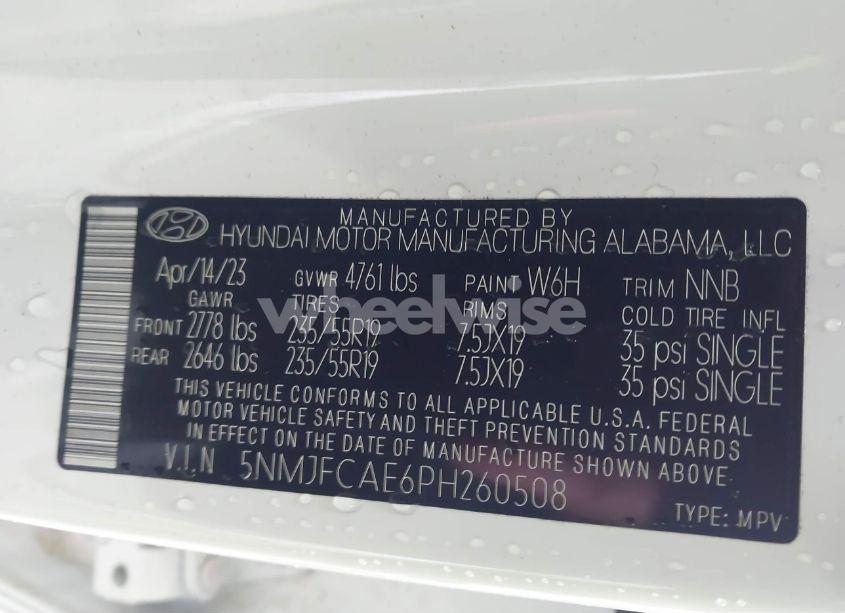 MANUFACTURED BY
HYUNDAI MOTOR MANUFACTURING ALABAMA, LLC
Apr/14/23 GVWR 4761 lbs PAINT W6H TRIM NNB
GAWR TIRES RIMS COLD TIRE INFL
FRONT 2778 lbs 235/55R19 7.5JX19 35 psi SINGLE
REAR 2646 lbs 235/55R19 7.5JX19 35 psi SINGLE
THIS VEHICLE CONFORMS TO ALL APPLICABLE U.S.A. FEDERAL
MOTOR VEHICLE SAFETY AND THEFT PREVENTION STANDARDS
IN EFFECT ON THE DATE OF MANUFACTURE SHOWN ABOVE.
V.I.N 5NMJFCAE6PH260508
TYPE: MPV
wheelwise